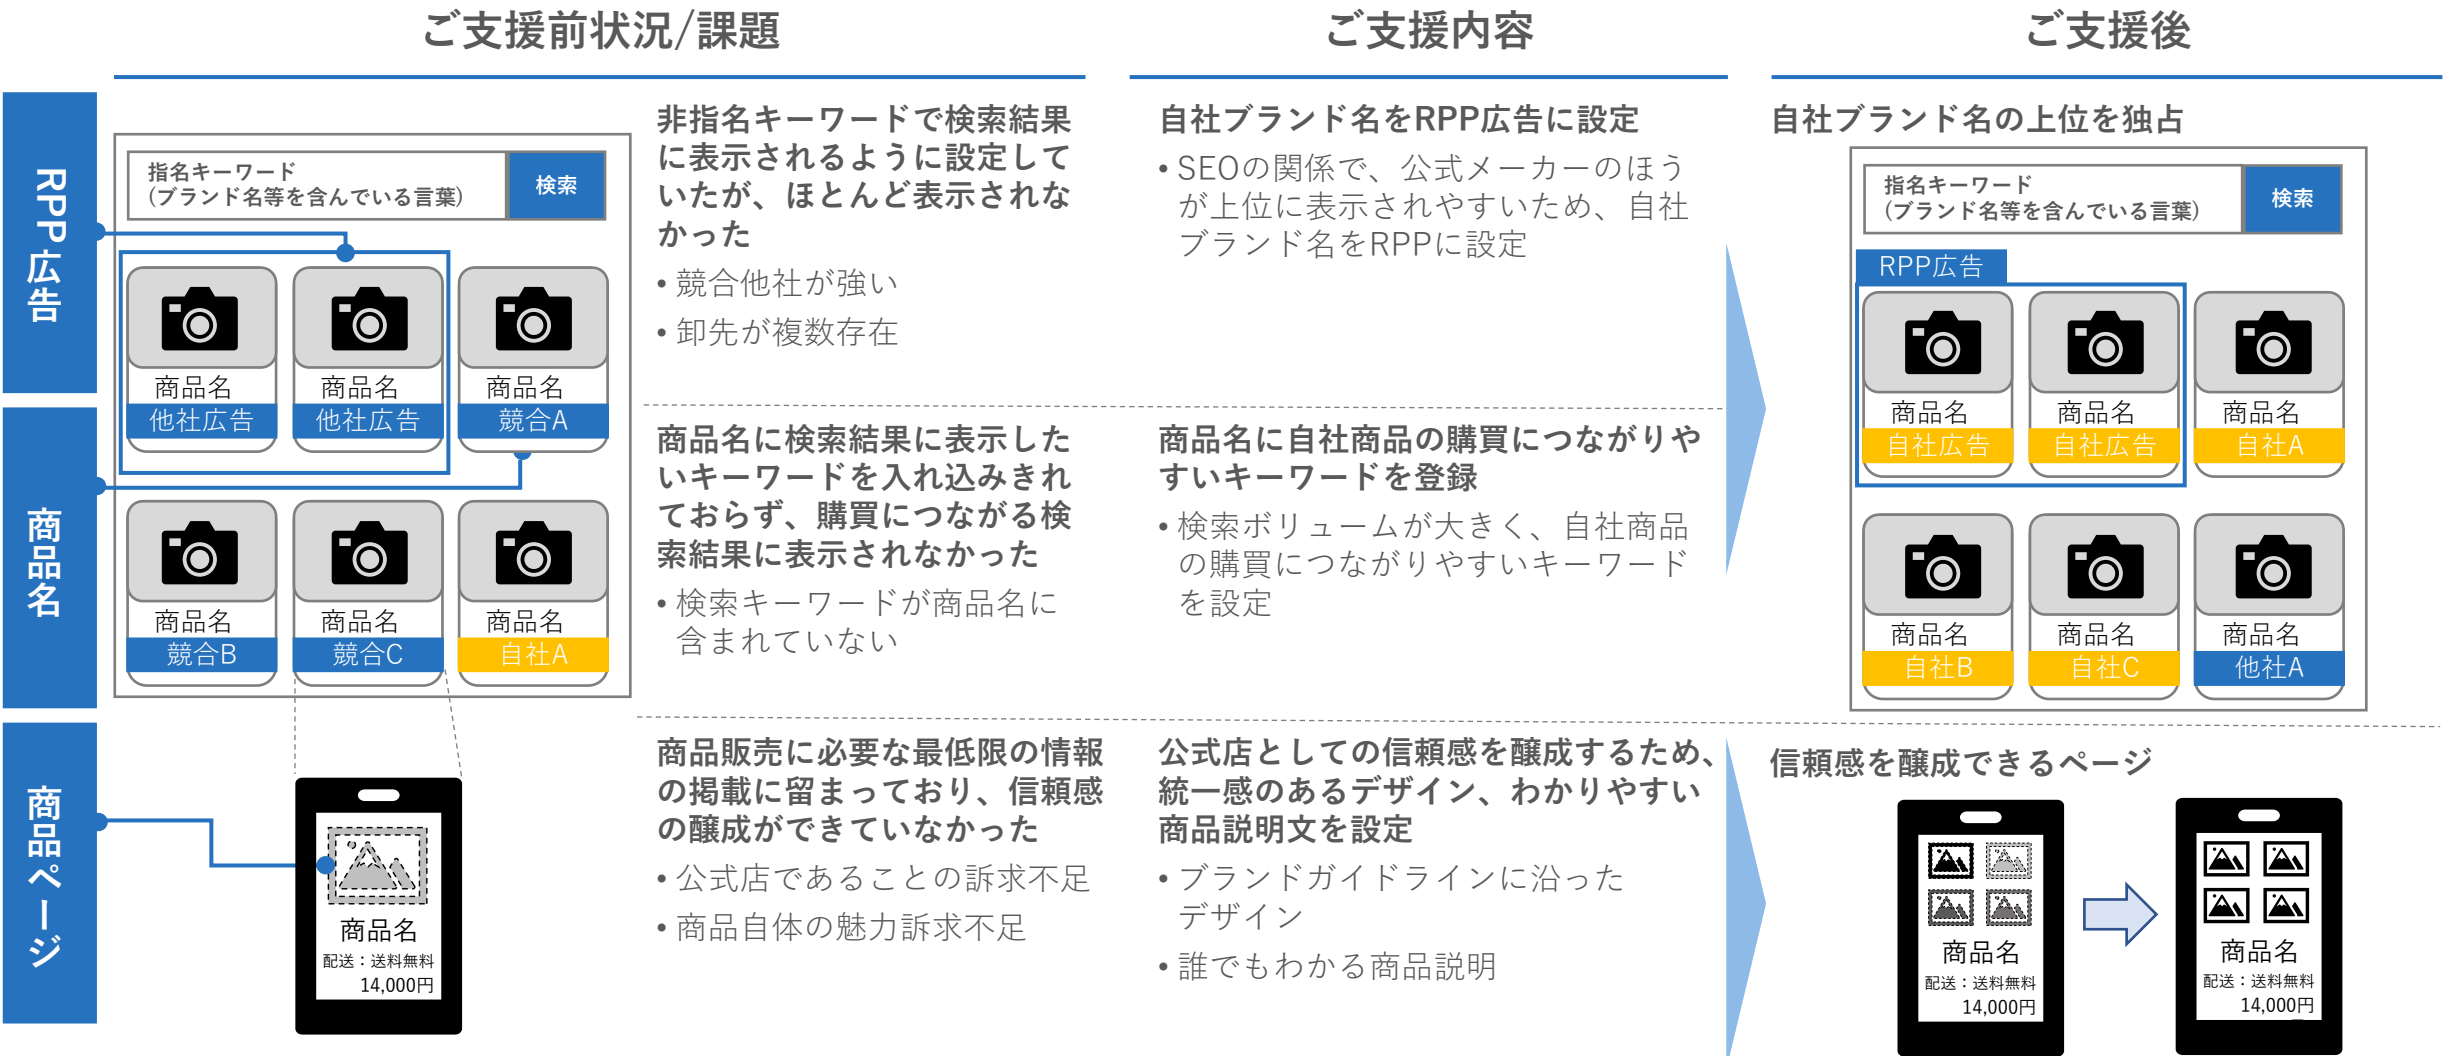 ご支援前状況/課題
ご支援内容
ご支援後
RPP広告
指名キーワード
(ブランド名等を含んでいる言葉)
検索
商品名
他社広告
商品名
他社広告
商品名
競合A
商品名
競合B
商品名
競合C
商品名
自社A
非指名キーワードで検索結果
に表示されるように設定して
いたが、ほとんど表示されな
かった
• 競合他社が強い
• 卸先が複数存在
自社ブランド名をRPP広告に設定
• SEOの関係で、公式メーカーのほう
が上位に表示されやすいため、自社
ブランド名をRPPに設定
自社ブランド名の上位を独占
指名キーワード
(ブランド名等を含んでいる言葉)
検索
RPP広告
商品名
自社広告
商品名
自社広告
商品名
自社A
商品名
自社B
商品名
自社C
商品名
他社A
商品名
商品名に検索結果に表示した
いキーワードを入れ込みきれ
ておらず、購買につながる検
索結果に表示されなかった
• 検索キーワードが商品名に
含まれていない
商品名に自社商品の購買につながりや
すいキーワードを登録
• 検索ボリュームが大きく、自社商品
の購買につながりやすいキーワード
を設定
商品ページ
商品名
配送：送料無料
14,000円
商品販売に必要な最低限の情報
の掲載に留まっており、信頼感
の醸成ができていなかった
• 公式店であることの訴求不足
• 商品自体の魅力訴求不足
公式店としての信頼感を醸成するため、
統一感のあるデザイン、わかりやすい
商品説明文を設定
• ブランドガイドラインに沿った
デザイン
• 誰でもわかる商品説明
信頼感を醸成できるページ
商品名
配送：送料無料
14,000円
商品名
配送：送料無料
14,000円